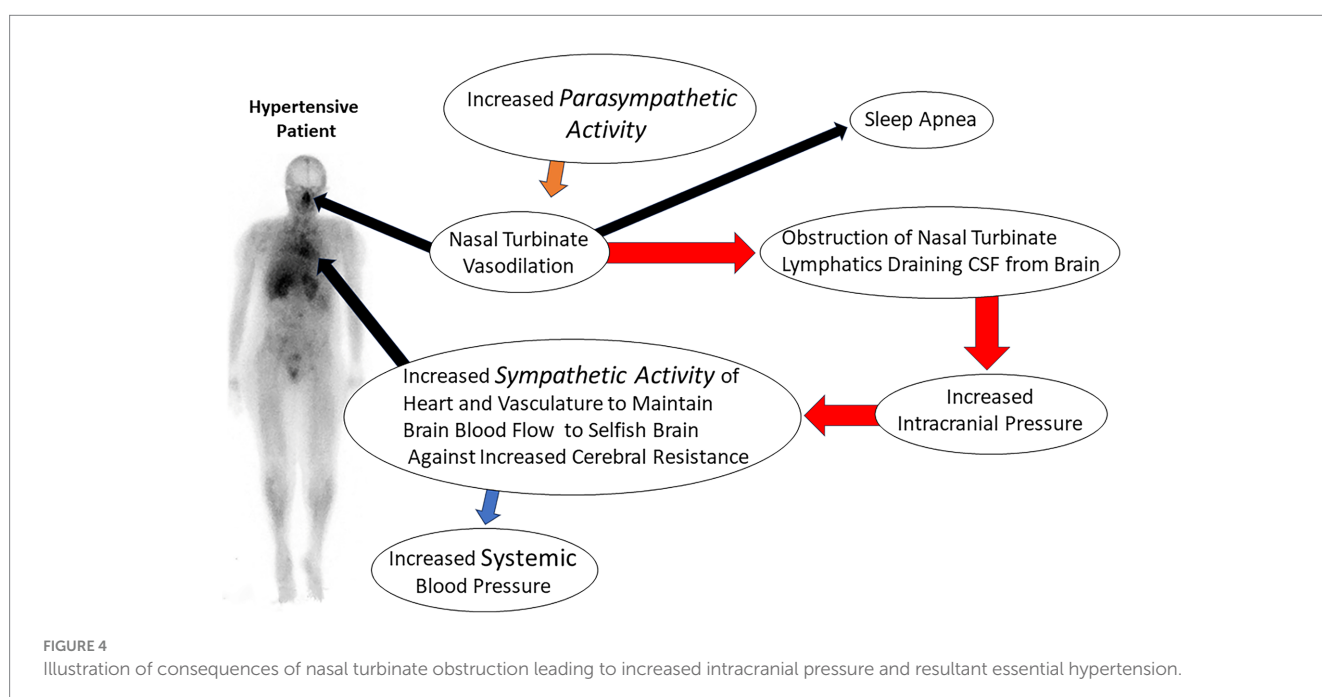 Hypertensive
Patient
Increased Parasympathetic
Activity
Sleep Apnea
Nasal Turbinate
Vasodilation
Obstruction of Nasal Turbinate
Lymphatics Draining CSF from Brain
Increased
Intracranial Pressure
Increased Sympathetic Activity of
Heart and Vasculature to Maintain
Brain Blood Flow to Selfish Brain
Against Increased Cerebral Resistance
Increased Systemic
Blood Pressure
FIGURE 4
Illustration of consequences of nasal turbinate obstruction leading to increased intracranial pressure and resultant essential hypertension.